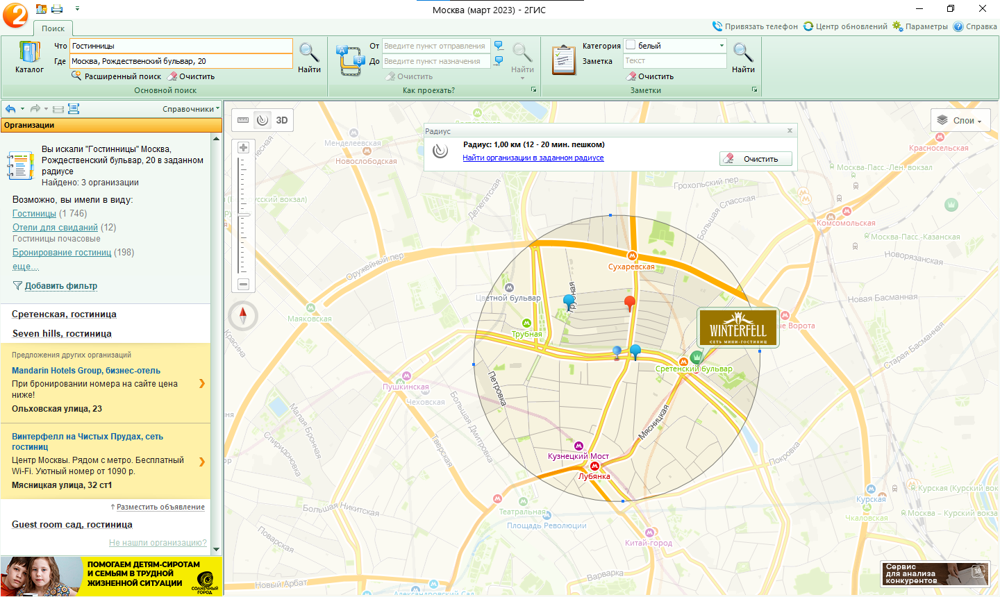 Москва (март 2023) - 2ГИС
Поиск
Привязать телефон
Центр обновлений
Параметры
Справка
Каталог
Что
Гостинницы
Где
Москва, Рождественский бульвар, 20
Расширенный поиск
Очистить
Найти
Основной поиск
От
Введите пункт отправления
До
Введите пункт назначения
Очистить
Найти
Как проехать?
Категория
белый
Заметка
Текст
Очистить
Найти
Заметки
Справочники
Организации
Вы искали "Гостинницы" Москва,
Рождественский бульвар, 20 в заданном
радиусе
Найдено: 3 организации
Возможно, вы имели в виду:
Гостиницы (1 746)
Отели для свиданий (12)
Гостиницы почасовые
Бронирование гостиниц (198)
еще...
Добавить фильтр
Сретенская, гостиница
Seven hills, гостиница
Предложения других организаций
Mandarin Hotels Group, бизнес-отель
При бронировании номера на сайте цена
ниже!
Ольховская улица, 23
Винтерфелл на Чистых Прудах, сеть
гостиниц
Центр Москвы. Рядом с метро. Бесплатный
Wi-Fi. Уютный номер от 1090 р.
Мясницкая улица, 32 ст1
↑ Разместить объявление
Guest room сад, гостиница
Не нашли организацию?
ПОМОГАЕМ ДЕТЯМ-СИРОТАМ
И СЕМЬЯМ В ТРУДНОЙ
ЖИЗНЕННОЙ СИТУАЦИИ
СОЛНЕЧНЫЙ
ГОРОД
3D
Радиус
Радиус: 1,00 км (12 - 20 мин. пешком)
Найти организации в заданном радиусе
Очистить
Слои
Менделеевская
Новослободская
Красносельская
Москва-Пасс.-Лен. вокзал
Грохольский пер
Делегатская
Большая Спасская
Комсомольская
Москва-Пасс.-Казанская
Новорязанская
Оружейный пер
Сухаревская
Цветной бульвар
Трубная
Новая Басманная
Маяковская
Красные Ворота
WINTERFELL
СЕТЬ МИНИ-ГОСТИНИЦ
Трубная
Старая Басманная
Красина
Сретенский бульвар
Пушкинская
Чеховская
Петровка
Большая Дмитровка
Малая Бронная
Спиридоновка
Тверская
Мясницкая
Кузнецкий Мост
Лубянка
Покровка
Курская (Курский вок
Курская
Чкаловская
Москва – Курский вокзал
Большая Никитская
Театральная
Площадь Революции
Поварская
Китай-город
Новый Арбат
Варварка
Александровский Сад
Сервис
для анализа
конкурентов
18+